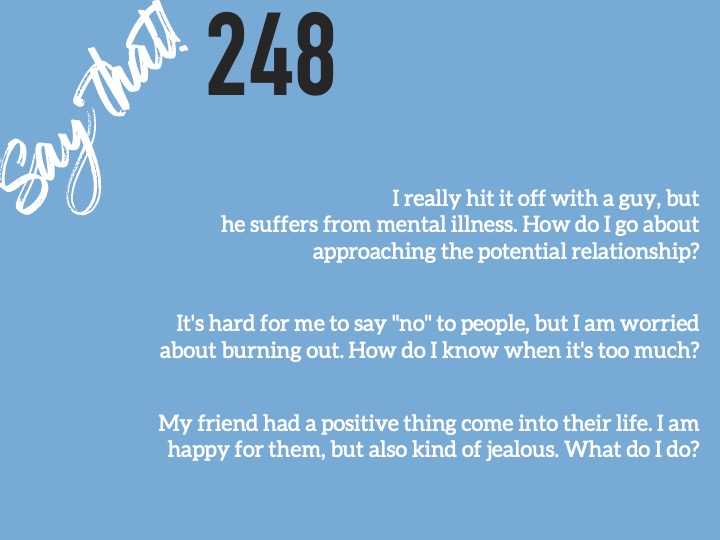 Say that!
248
I really hit it off with a guy, but
he suffers from mental illness. How do I go about
approaching the potential relationship?
It's hard for me to say "no" to people, but I am worried
about burning out. How do I know when it's too much?
My friend had a positive thing come into their life. I am
happy for them, but also kind of jealous. What do I do?